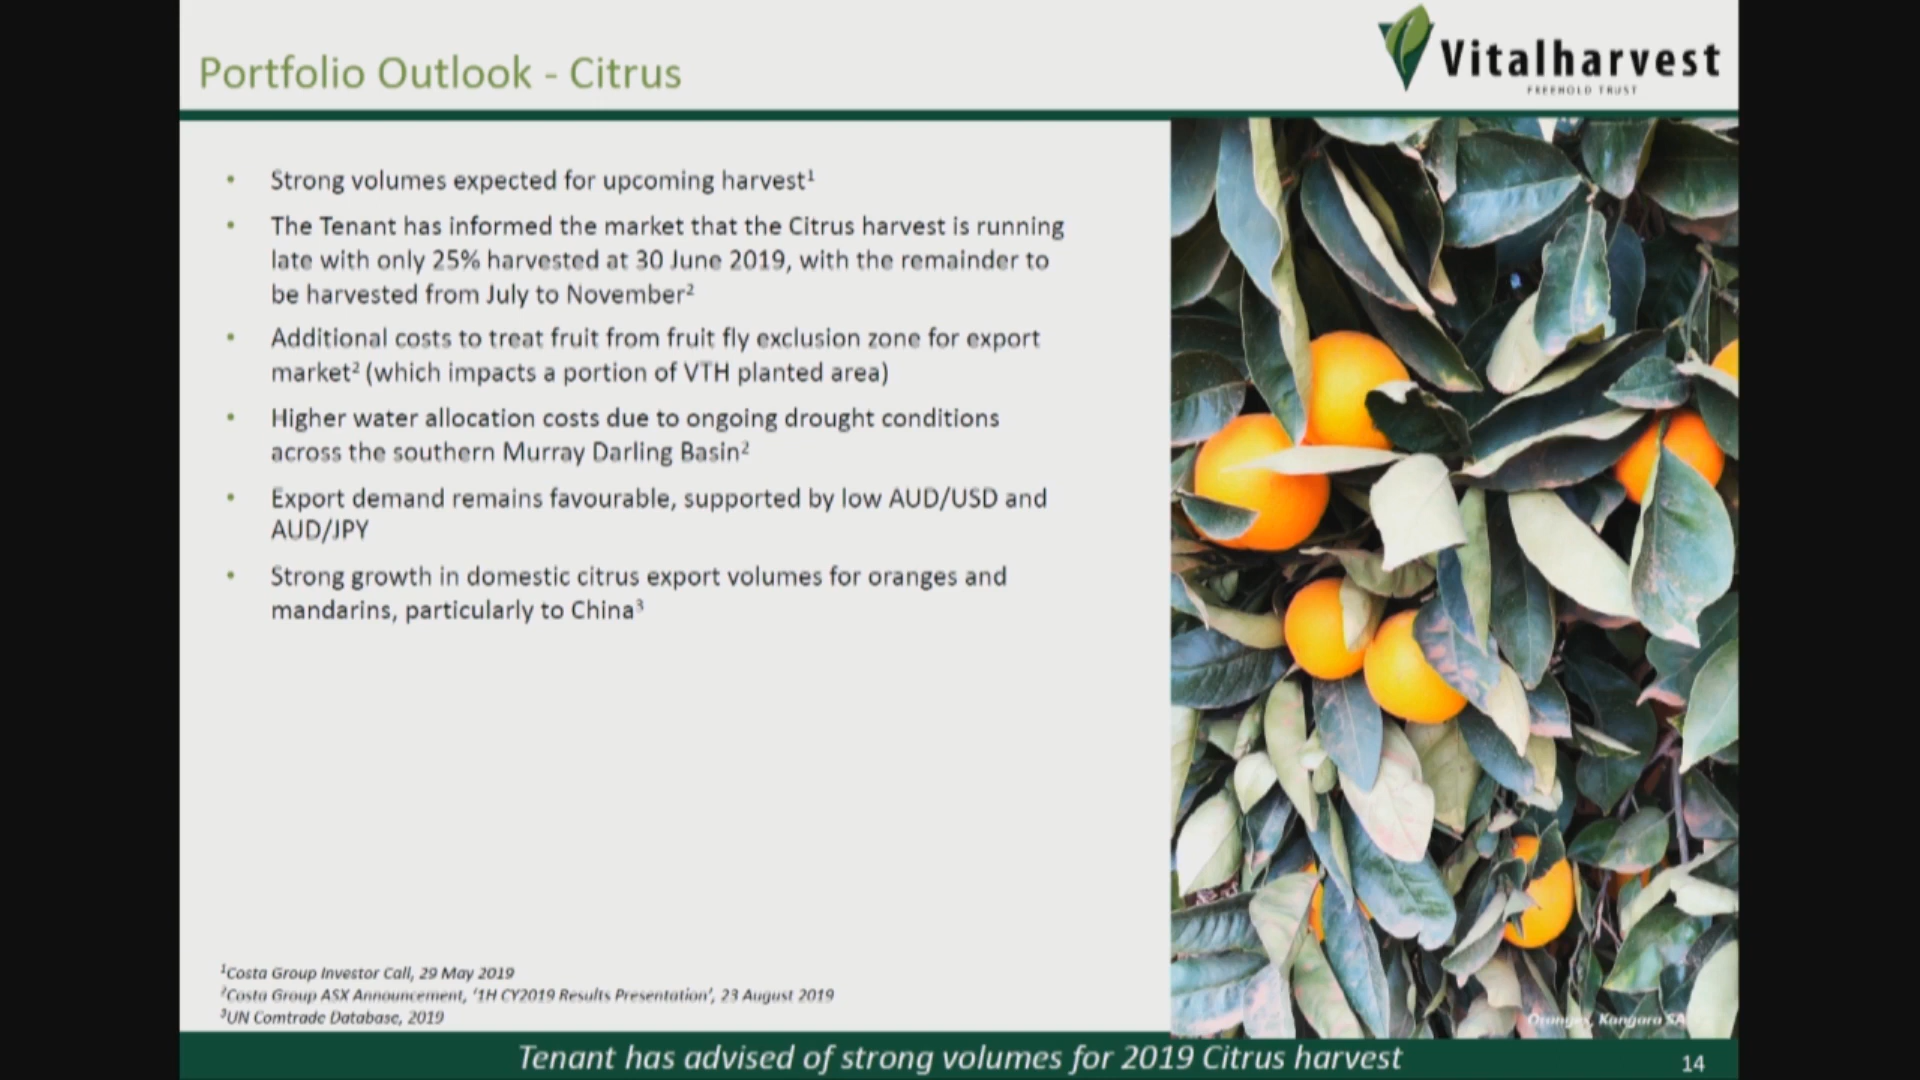 Portfolio Outlook - Citrus
Vitalharvest
FREEHOLD TRUST
• Strong volumes expected for upcoming harvest¹
• The Tenant has informed the market that the Citrus harvest is running
late with only 25% harvested at 30 June 2019, with the remainder to
be harvested from July to November²
• Additional costs to treat fruit from fruit fly exclusion zone for export
market² (which impacts a portion of VTH planted area)
• Higher water allocation costs due to ongoing drought conditions
across the southern Murray Darling Basin²
• Export demand remains favourable, supported by low AUD/USD and
AUD/JPY
• Strong growth in domestic citrus export volumes for oranges and
mandarins, particularly to China³
¹Costa Group Investor Call, 29 May 2019
²Costa Group ASX Announcement, ‘1H CY2019 Results Presentation’, 23 August 2019
³UN Comtrade Database, 2019
Oranges, Kangara SA
Tenant has advised of strong volumes for 2019 Citrus harvest
14